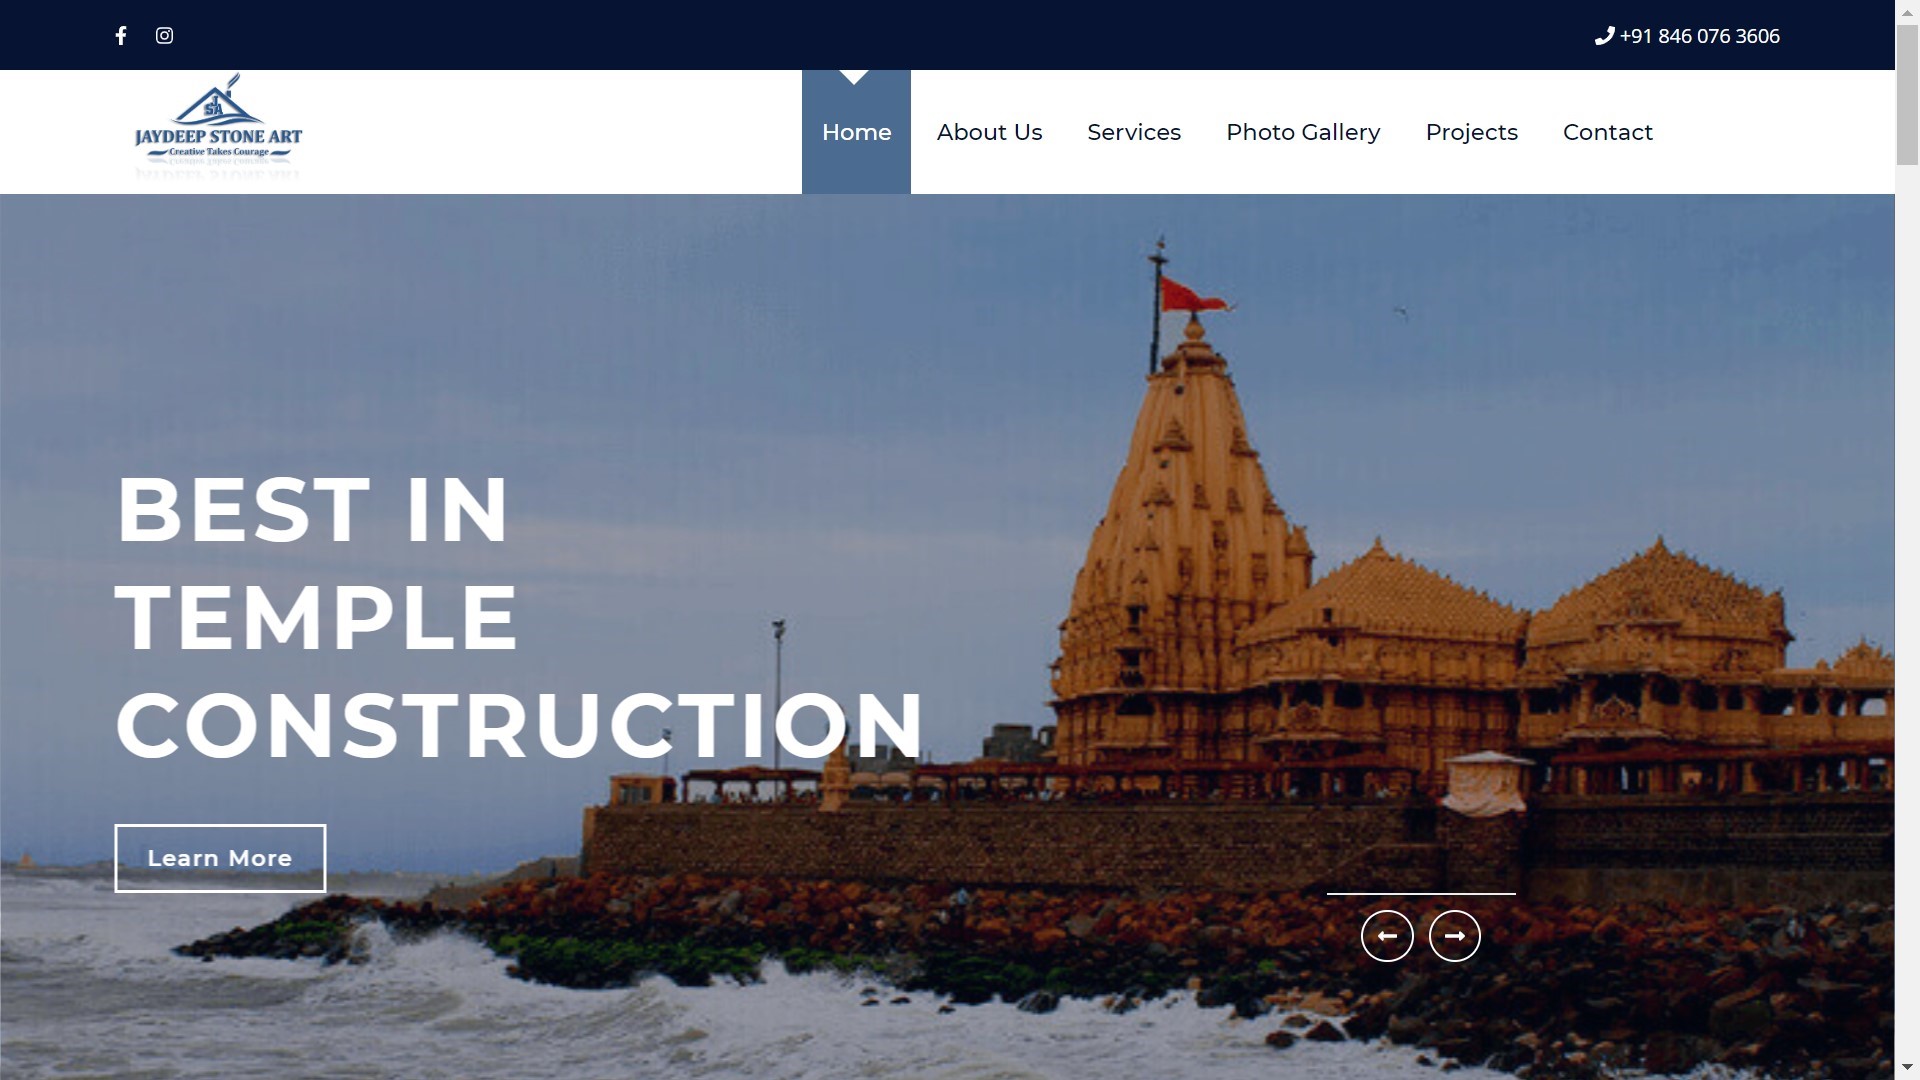 +91 846 076 3606
JSA
JAYDEEP STONE ART
Creative Takes Courage
Home
About Us
Services
Photo Gallery
Projects
Contact
BEST IN
TEMPLE
CONSTRUCTION
Learn More